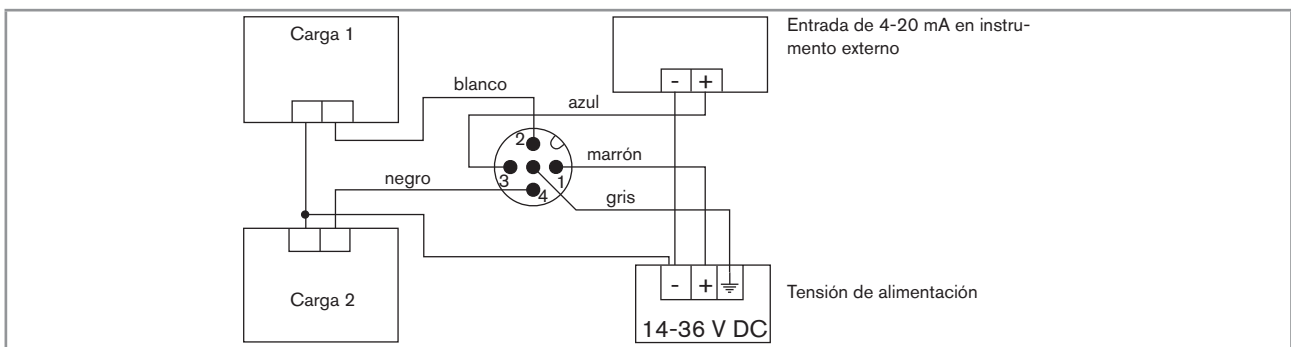 Carga 1
Entrada de 4-20 mA en instru-
mento externo
- +
blanco
azul
2
marrón
3
1
negro
4
gris
Carga 2
- +
Tensión de alimentación
14-36 V DC